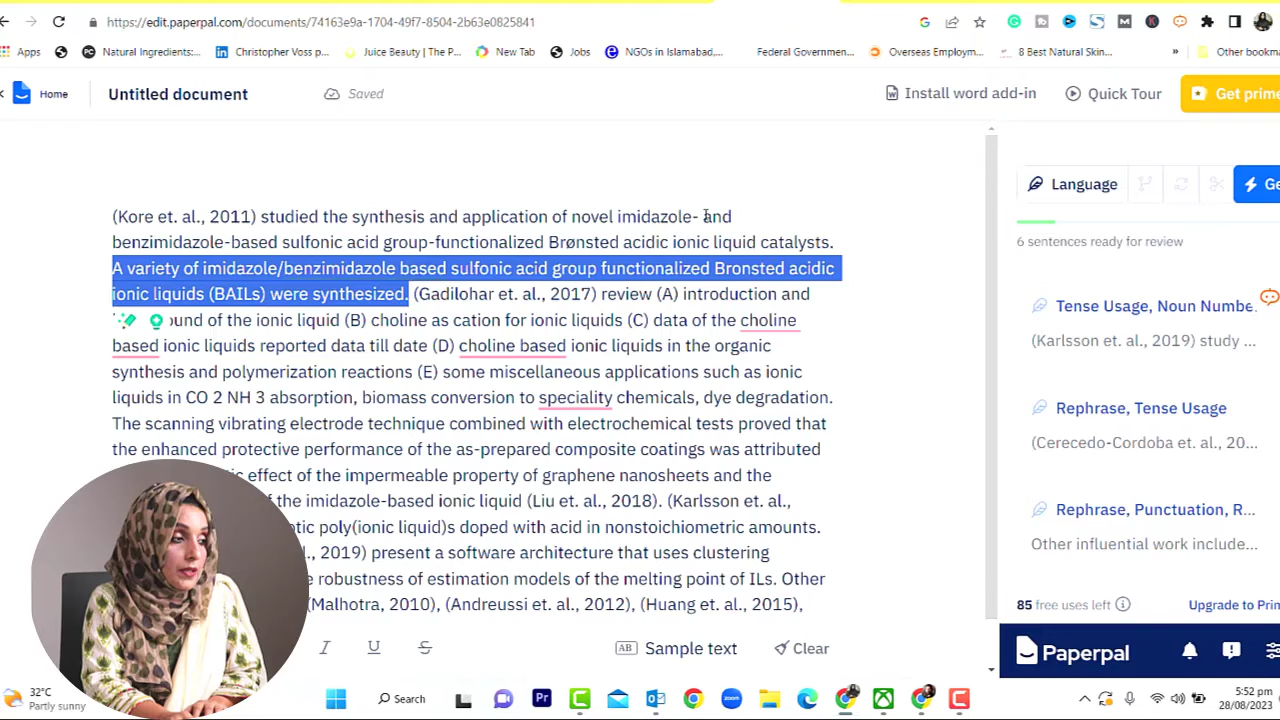 https://edit.paperpal.com/documents/74163e9a-1704-49f7-8504-2b63e0825841
Apps Natural Ingredients:... Christopher Voss p... Juice Beauty | The P... New Tab Jobs NGOs in Islamabad,... Federal Governmen... Overseas Employm... 8 Best Natural Skin... » Other bookma
Home Untitled document Saved Install word add-in Quick Tour Get prime
(Kore et. al., 2011) studied the synthesis and application of novel imidazole- and
benzimidazole-based sulfonic acid group-functionalized Brønsted acidic ionic liquid catalysts.
A variety of imidazole/benzimidazole based sulfonic acid group functionalized Bronsted acidic
ionic liquids (BAILs) were synthesized. (Gadilohar et. al., 2017) review (A) introduction and
ound of the ionic liquid (B) choline as cation for ionic liquids (C) data of the choline
based ionic liquids reported data till date (D) choline based ionic liquids in the organic
synthesis and polymerization reactions (E) some miscellaneous applications such as ionic
liquids in CO 2 NH 3 absorption, biomass conversion to speciality chemicals, dye degradation.
The scanning vibrating electrode technique combined with electrochemical tests proved that
the enhanced protective performance of the as-prepared composite coatings was attributed
effect of the impermeable property of graphene nanosheets and the
of the imidazole-based ionic liquid (Liu et. al., 2018). (Karlsson et. al.,
otic poly(ionic liquid)s doped with acid in nonstoichiometric amounts.
l., 2019) present a software architecture that uses clustering
e robustness of estimation models of the melting point of ILs. Other
(Malhotra, 2010), (Andreussi et. al., 2012), (Huang et. al., 2015),
I U S AB Sample text Clear
Language Ge
6 sentences ready for review
Tense Usage, Noun Numbe.
(Karlsson et. al., 2019) study ...
Rephrase, Tense Usage
(Cerecedo-Cordoba et. al., 20...
Rephrase, Punctuation, R...
Other influential work include...
85 free uses left Upgrade to Prim
Paperpal
32°C
Partly sunny
Search
Pr
zoom
5:52 pm
28/08/2023